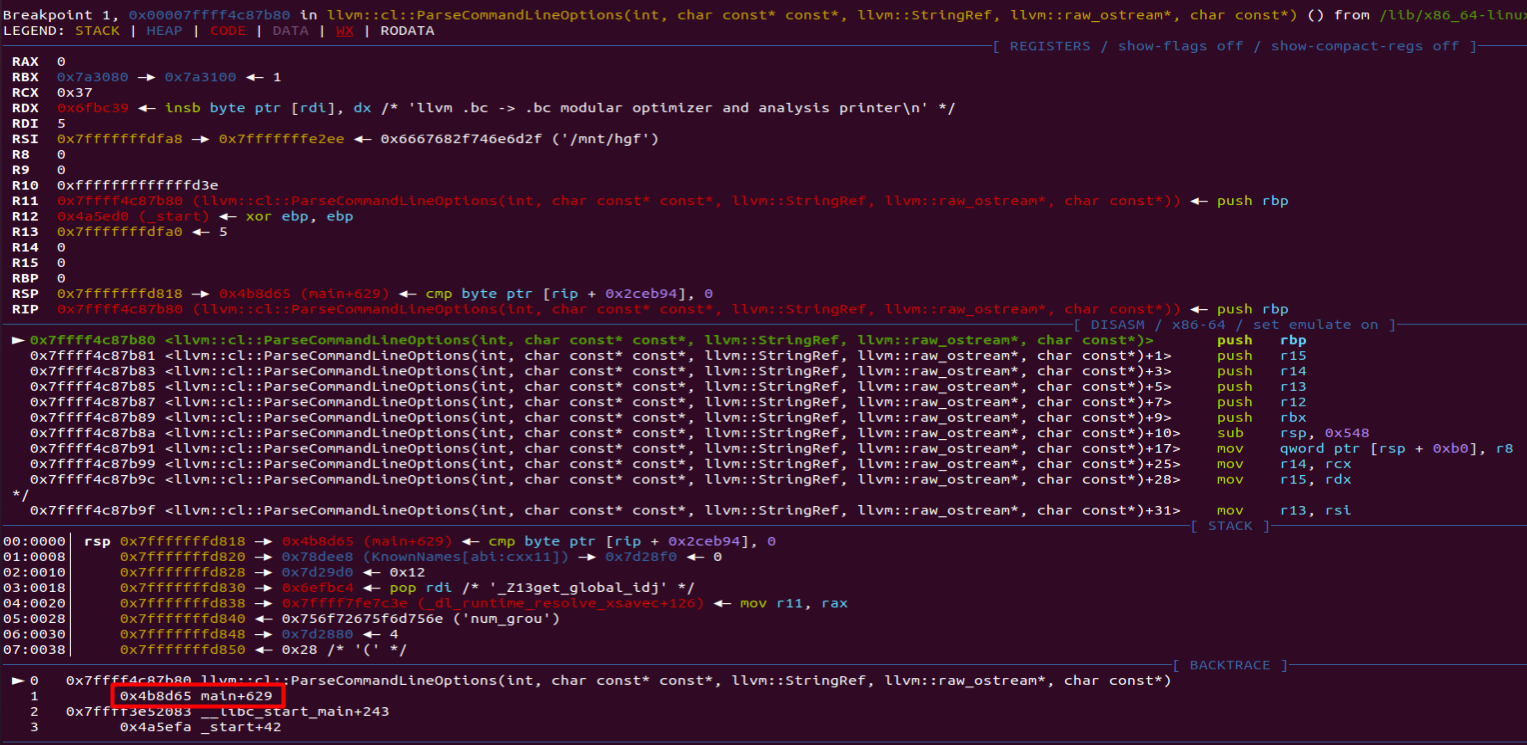 Breakpoint 1, 0x00007ffff4c87b80 in llvm::cl::ParseCommandLineOptions(int, char const* const*, llvm::StringRef, llvm::raw_ostream*, char const*) () from /lib/x86_64-linux
LEGEND: STACK | HEAP | CODE | DATA | WX | RODATA
[ REGISTERS / show-flags off / show-compact-regs off ]
RAX 0
RBX 0x7a3080 —▸ 0x7a3100 ◂— 1
RCX 0x37
RDX 0x6fbc39 ◂— insb byte ptr [rdi], dx /* 'llvm .bc -> .bc modular optimizer and analysis printer\n' */
RDI 5
RSI 0x7fffffffdfa8 —▸ 0x7fffffffe2ee ◂— 0x6667682f746e6d2f ('/mnt/hgf')
R8 0
R9 0
R10 0xfffffffffffffd3e
R11 0x7ffff4c87b80 (llvm::cl::ParseCommandLineOptions(int, char const* const*, llvm::StringRef, llvm::raw_ostream*, char const*)) ◂— push rbp
R12 0x4a5ed0 (_start) ◂— xor ebp, ebp
R13 0x7fffffffdfa0 ◂— 5
R14 0
R15 0
RBP 0
RSP 0x7fffffffd818 —▸ 0x4b8d65 (main+629) ◂— cmp byte ptr [rip + 0x2ceb94], 0
RIP 0x7ffff4c87b80 (llvm::cl::ParseCommandLineOptions(int, char const* const*, llvm::StringRef, llvm::raw_ostream*, char const*)) ◂— push rbp
[ DISASM / x86-64 / set emulate on ]
► 0x7ffff4c87b80 <llvm::cl::ParseCommandLineOptions(int, char const* const*, llvm::StringRef, llvm::raw_ostream*, char const*)> push rbp
0x7ffff4c87b81 <llvm::cl::ParseCommandLineOptions(int, char const* const*, llvm::StringRef, llvm::raw_ostream*, char const*)+1> push r15
0x7ffff4c87b83 <llvm::cl::ParseCommandLineOptions(int, char const* const*, llvm::StringRef, llvm::raw_ostream*, char const*)+3> push r14
0x7ffff4c87b85 <llvm::cl::ParseCommandLineOptions(int, char const* const*, llvm::StringRef, llvm::raw_ostream*, char const*)+5> push r13
0x7ffff4c87b87 <llvm::cl::ParseCommandLineOptions(int, char const* const*, llvm::StringRef, llvm::raw_ostream*, char const*)+7> push r12
0x7ffff4c87b89 <llvm::cl::ParseCommandLineOptions(int, char const* const*, llvm::StringRef, llvm::raw_ostream*, char const*)+9> push rbx
0x7ffff4c87b8a <llvm::cl::ParseCommandLineOptions(int, char const* const*, llvm::StringRef, llvm::raw_ostream*, char const*)+10> sub rsp, 0x548
0x7ffff4c87b91 <llvm::cl::ParseCommandLineOptions(int, char const* const*, llvm::StringRef, llvm::raw_ostream*, char const*)+17> mov qword ptr [rsp + 0xb0], r8
0x7ffff4c87b99 <llvm::cl::ParseCommandLineOptions(int, char const* const*, llvm::StringRef, llvm::raw_ostream*, char const*)+25> mov r14, rcx
0x7ffff4c87b9c <llvm::cl::ParseCommandLineOptions(int, char const* const*, llvm::StringRef, llvm::raw_ostream*, char const*)+28> mov r15, rdx
*/
0x7ffff4c87b9f <llvm::cl::ParseCommandLineOptions(int, char const* const*, llvm::StringRef, llvm::raw_ostream*, char const*)+31> mov r13, rsi
[ STACK ]
00:0000│ rsp 0x7fffffffd818 —▸ 0x4b8d65 (main+629) ◂— cmp byte ptr [rip + 0x2ceb94], 0
01:0008│ 0x7fffffffd820 —▸ 0x78dee8 (KnownNames[abi:cxx11]) —▸ 0x7d28f0 ◂— 0
02:0010│ 0x7fffffffd828 —▸ 0x7d29d0 ◂— 0x12
03:0018│ 0x7fffffffd830 —▸ 0x6efbc4 ◂— pop rdi /* '_Z13get_global_idj' */
04:0020│ 0x7fffffffd838 —▸ 0x7ffff7fe7c3e (_dl_runtime_resolve_xsavec+126) ◂— mov r11, rax
05:0028│ 0x7fffffffd840 ◂— 0x756f72675f6d756e ('num_grou')
06:0030│ 0x7fffffffd848 —▸ 0x7d2880 ◂— 4
07:0038│ 0x7fffffffd850 ◂— 0x28 /* '(' */
[ BACKTRACE ]
► 0 0x7ffff4c87b80 llvm::cl::ParseCommandLineOptions(int, char const* const*, llvm::StringRef, llvm::raw_ostream*, char const*)
1 0x4b8d65 main+629
2 0x7ffff3e52083 __libc_start_main+243
3 0x4a5efa _start+42